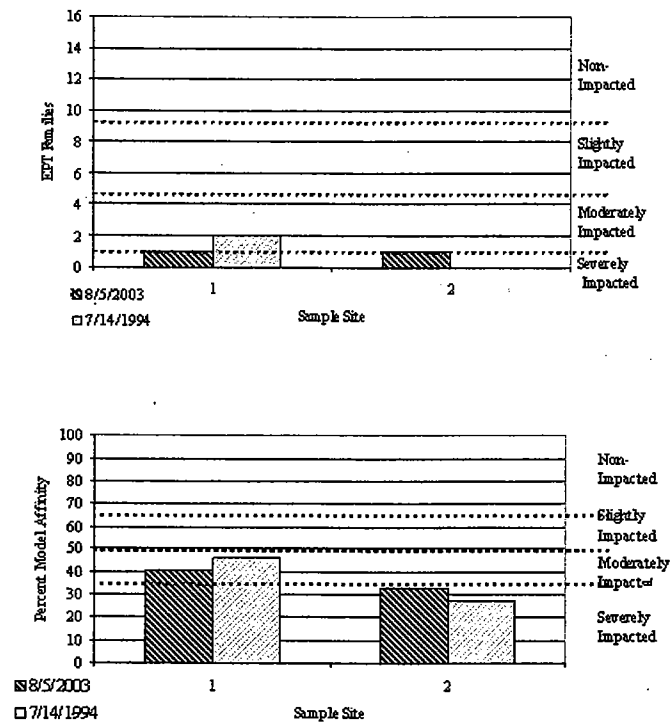 16
14
12
10
8
6
4
2
0
EPT Families
Non-
Impacted
Slightly
Impacted
Moderately
Impacted
Severely
Impacted
1
2
8/5/2003
7/14/1994
Sample Site
100
90
80
70
60
50
40
30
20
10
0
Percent Model Affinity
Non-
Impacted
Slightly
Impacted
Moderately
Impacted
Severely
Impacted
1
2
8/5/2003
7/14/1994
Sample Site